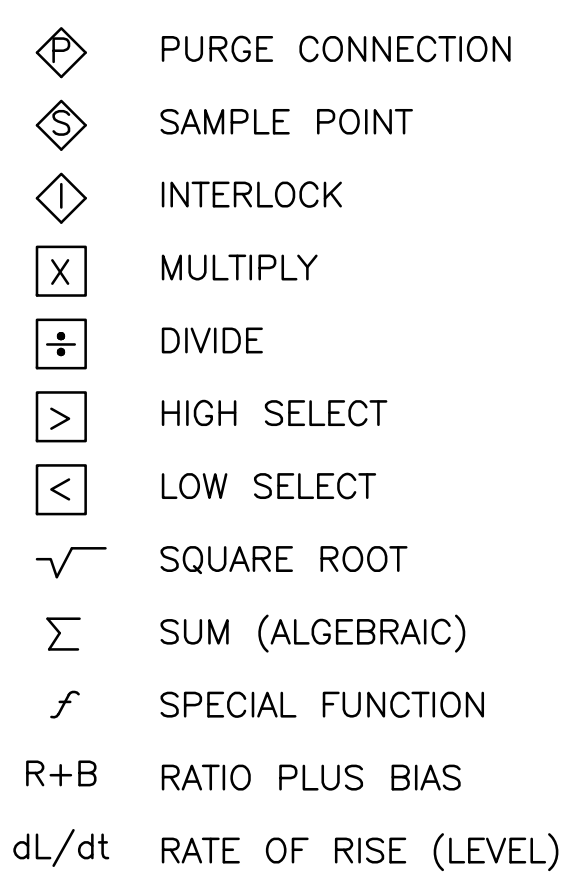 P PURGE CONNECTION
S SAMPLE POINT
I INTERLOCK
X MULTIPLY
÷ DIVIDE
> HIGH SELECT
< LOW SELECT
√ SQUARE ROOT
Σ SUM (ALGEBRAIC)
ƒ SPECIAL FUNCTION
R+B RATIO PLUS BIAS
dL/dt RATE OF RISE (LEVEL)